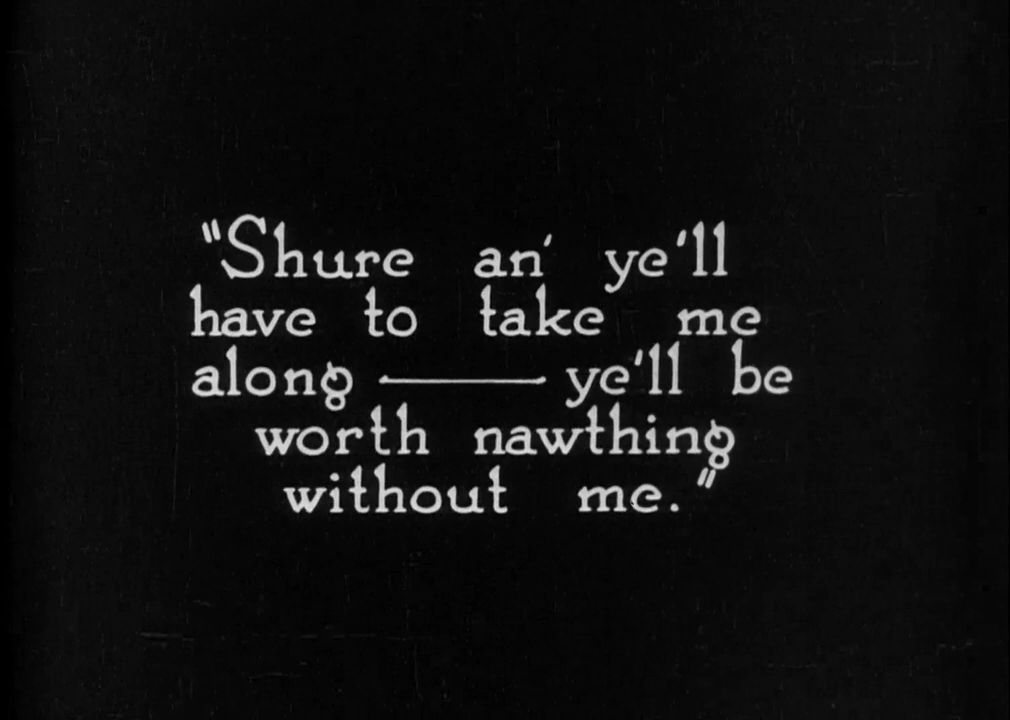 "Shure an' ye'll
have to take me
along —— ye'll be
worth nawthing
without me."